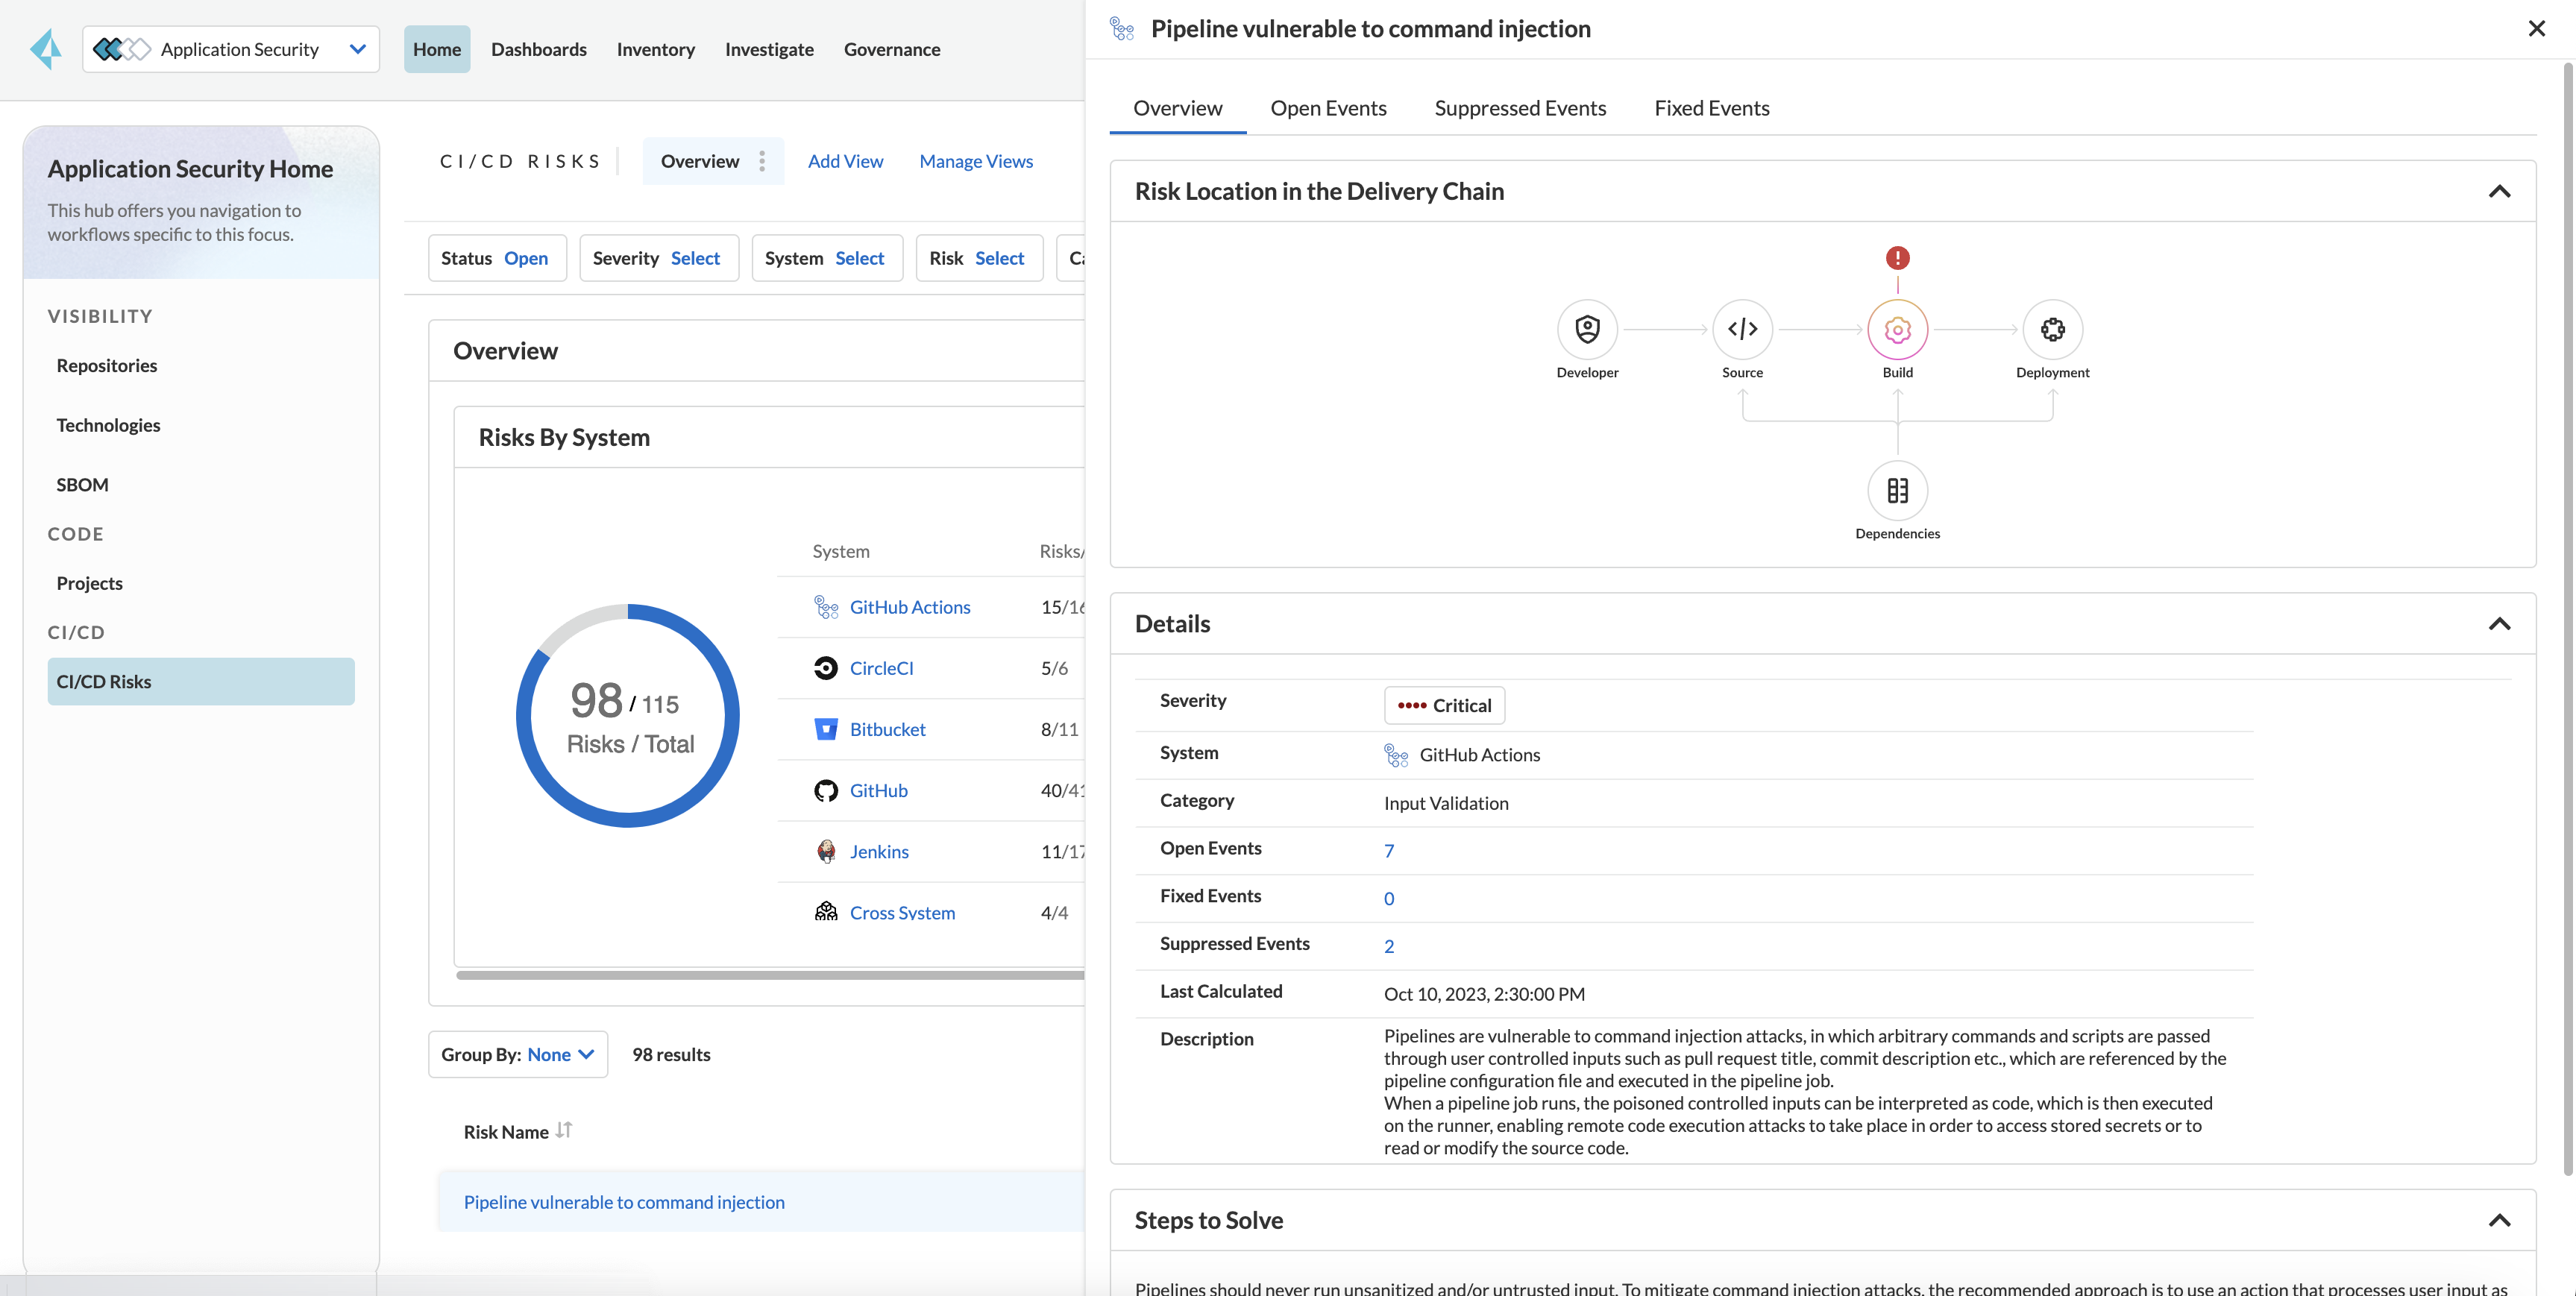 Application Security
Home
Dashboards
Inventory
Investigate
Governance
Application Security Home
This hub offers you navigation to
workflows specific to this focus.
VISIBILITY
Repositories
Technologies
SBOM
CODE
Projects
CI/CD
CI/CD Risks
CI/CD RISKS
Overview
Add View
Manage Views
Status Open
Severity Select
System Select
Risk Select
Overview
Risks By System
98 / 115
Risks / Total
System Risks/
GitHub Actions 15/16
CircleCI 5/6
Bitbucket 8/11
GitHub 40/41
Jenkins 11/17
Cross System 4/4
Group By: None
98 results
Risk Name
Pipeline vulnerable to command injection
Pipeline vulnerable to command injection
Overview
Open Events
Suppressed Events
Fixed Events
Risk Location in the Delivery Chain
Developer
Source
Build
Deployment
Dependencies
Details
Severity Critical
System GitHub Actions
Category Input Validation
Open Events 7
Fixed Events 0
Suppressed Events 2
Last Calculated Oct 10, 2023, 2:30:00 PM
Description Pipelines are vulnerable to command injection attacks, in which arbitrary commands and scripts are passed
through user controlled inputs such as pull request title, commit description etc., which are referenced by the
pipeline configuration file and executed in the pipeline job.
When a pipeline job runs, the poisoned controlled inputs can be interpreted as code, which is then executed
on the runner, enabling remote code execution attacks to take place in order to access stored secrets or to
read or modify the source code.
Steps to Solve
Pipelines should never run unsanitized and/or untrusted input. To mitigate command injection attacks, the recommended approach is to use an action that processes user input as